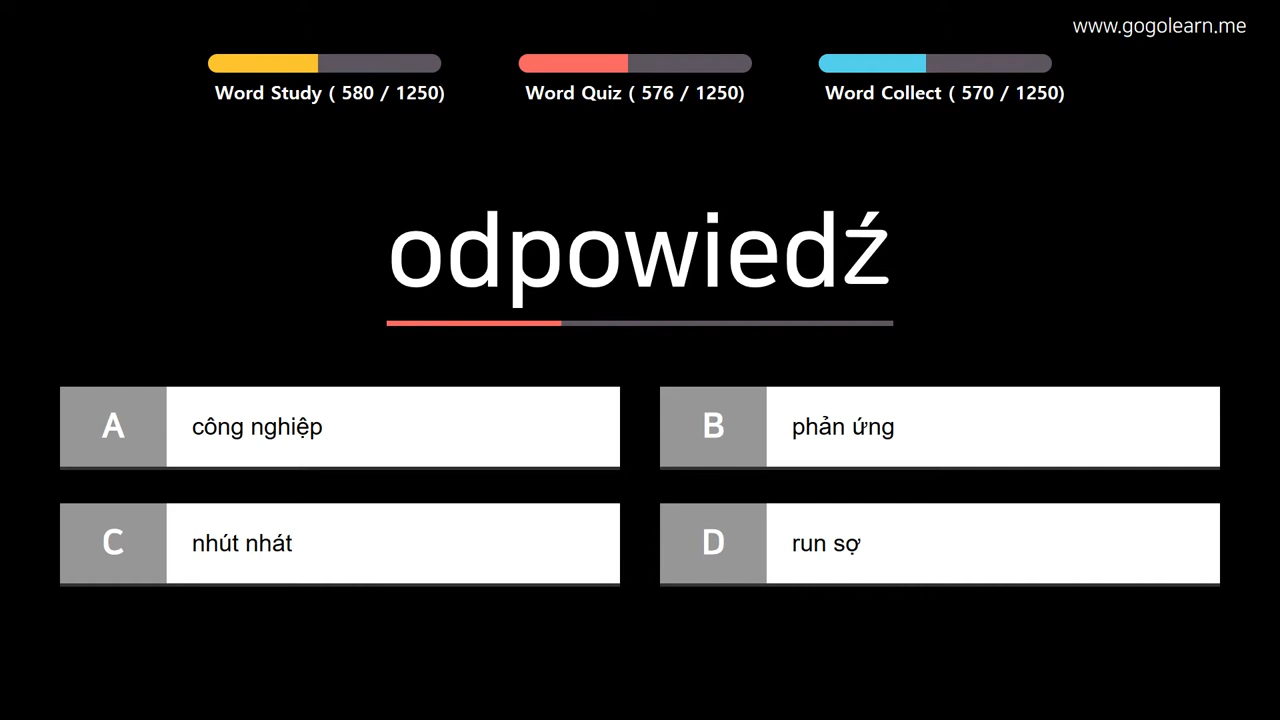 www.gogolearn.me
Word Study ( 580 / 1250)
Word Quiz ( 576 / 1250)
Word Collect ( 570 / 1250)
odpowiedź
A công nghiệp
B phản ứng
C nhút nhát
D run sợ